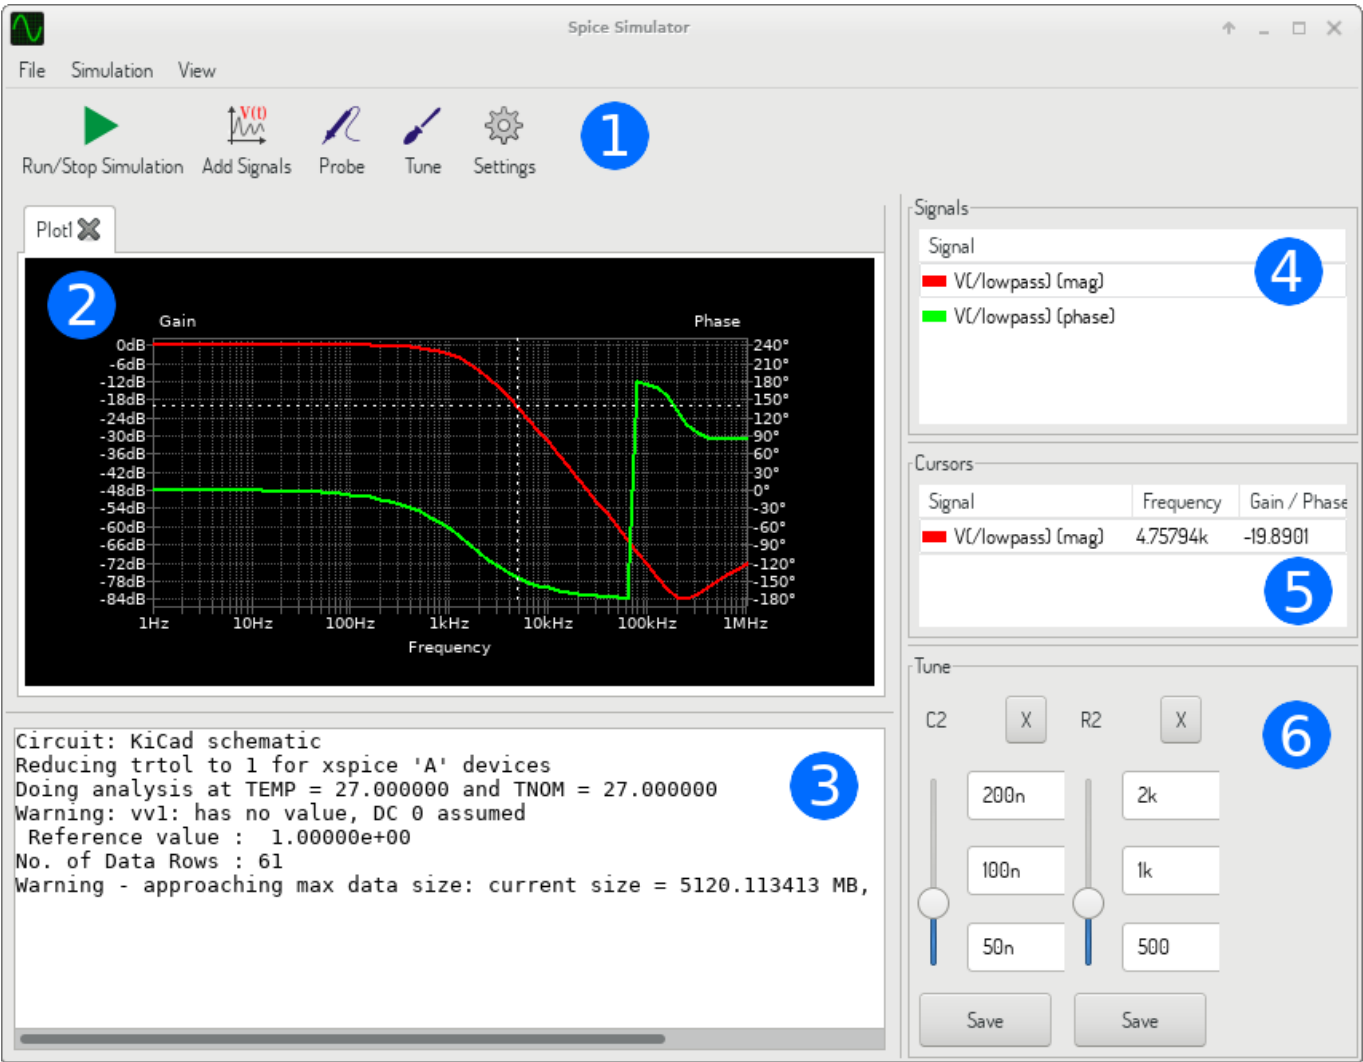 Spice Simulator
File Simulation View
Run/Stop Simulation Add Signals Probe Tune Settings
V(t)
1
Plot1
2
Gain Phase
0dB 240°
-6dB 210°
-12dB 180°
-18dB 150°
-24dB 120°
-30dB 90°
-36dB 60°
-42dB 30°
-48dB 0°
-54dB -30°
-60dB -60°
-66dB -90°
-72dB -120°
-78dB -150°
-84dB -180°
1Hz 10Hz 100Hz 1kHz 10kHz 100kHz 1MHz
Frequency
Circuit: KiCad schematic
Reducing trtol to 1 for xspice 'A' devices
Doing analysis at TEMP = 27.000000 and TNOM = 27.000000
Warning: vv1: has no value, DC 0 assumed
Reference value : 1.00000e+00
No. of Data Rows : 61
Warning - approaching max data size: current size = 5120.113413 MB,
3
Signals
Signal
V(/lowpass) (mag)
V(/lowpass) (phase)
4
Cursors
Signal Frequency Gain / Phase
V(/lowpass) (mag) 4.75794k -19.8901
5
Tune
C2 X R2 X
6
200n 2k
100n 1k
50n 500
Save Save